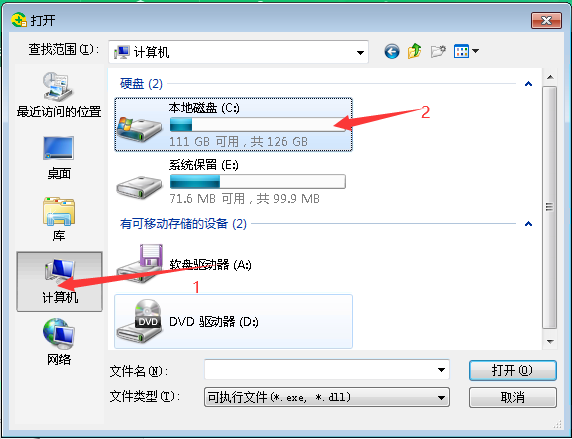 打开
查找范围(I):
计算机
最近访问的位置
桌面
库
计算机
网络
硬盘 (2)
本地磁盘 (C:)
111 GB 可用，共 126 GB
2
系统保留 (E:)
71.6 MB 可用，共 99.9 MB
有可移动存储的设备 (2)
软盘驱动器 (A:)
1
DVD
DVD 驱动器 (D:)
文件名(N):
打开(O)
文件类型(T):
可执行文件(*.exe, *.dll)
取消